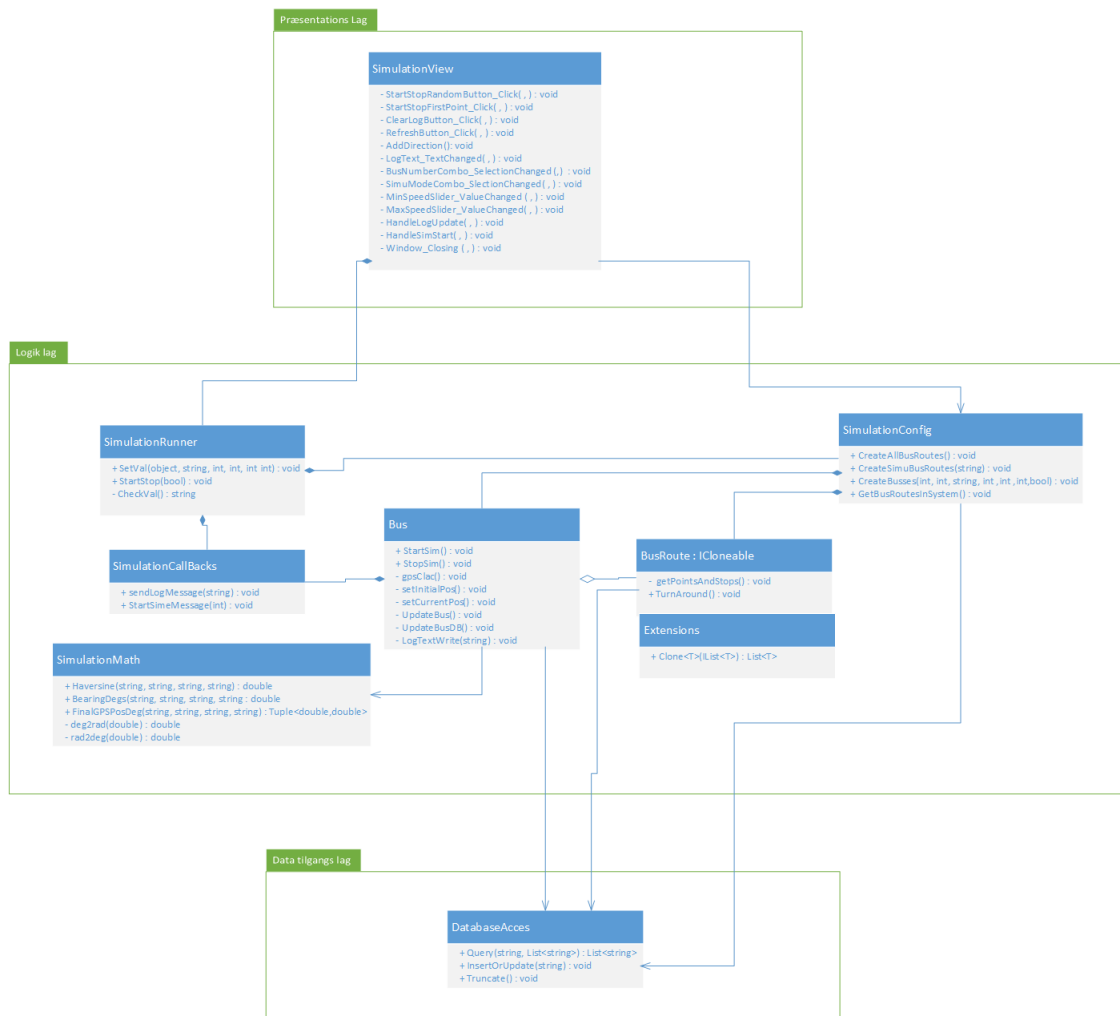 Præsentations Lag
SimulationView
- StartStopRandomButton_Click( , ) : void
- StartStopFirstPoint_Click( , ) : void
- ClearLogButton_Click( , ) : void
- RefreshButton_Click( , ) : void
- AddDirection(): void
- LogText_TextChanged( , ) : void
- BusNumberCombo_SelectionChanged (,) : void
- SimuModeCombo_SlectionChanged( , ) : void
- MinSpeedSlider_ValueChanged ( , ) : void
- MaxSpeedSlider_ValueChanged( , ) : void
- HandleLogUpdate( , ) : void
- HandleSimStart( , ) : void
- Window_Closing ( , ) : void
Logik lag
SimulationRunner
+ SetVal(object, string, int, int, int int) : void
+ StartStop(bool) : void
- CheckVal() : string
SimulationConfig
+ CreateAllBusRoutes() : void
+ CreateSimuBusRoutes(string) : void
+ CreateBusses(int, int, string, int ,int ,int,bool) : void
+ GetBusRoutesInSystem() : void
Bus
+ StartSim() : void
+ StopSim() : void
- gpsClac() : void
- setInitialPos() : void
- setCurrentPos() : void
- UpdateBus() : void
- UpdateBusDB() : void
- LogTextWrite(string) : void
BusRoute : ICloneable
- getPointsAndStops() : void
+ TurnAround() : void
SimulationCallBacks
+ sendLogMessage(string) : void
+ StartSimeMessage(int) : void
Extensions
+ Clone<T>(IList<T>) : List<T>
SimulationMath
+ Haversine(string, string, string, string) : double
+ BearingDegs(string, string, string, string : double
+ FinalGPSPosDeg(string, string, string, string) : Tuple<double,double>
- deg2rad(double) : double
- rad2deg(double) : double
Data tilgangs lag
DatabaseAcces
+ Query(string, List<string>) : List<string>
+ InsertOrUpdate(string) : void
+ Truncate() : void